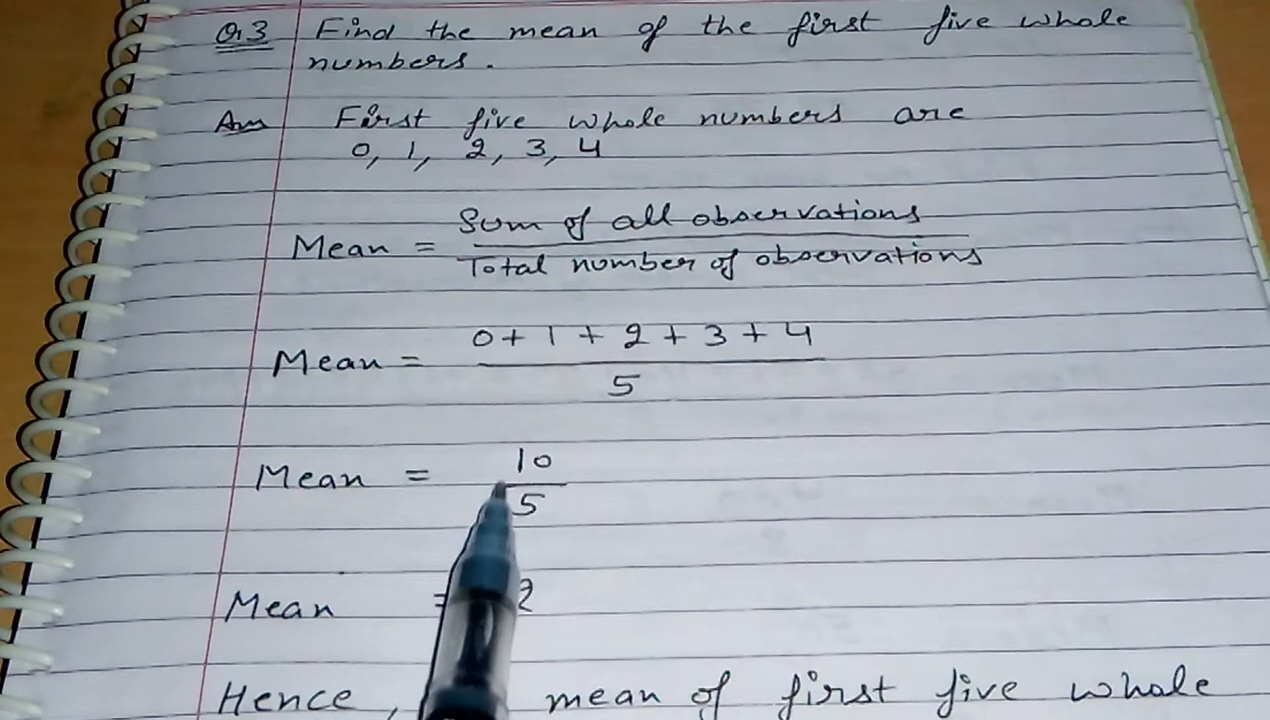 Q.3 Find the mean of the first five whole
numbers.
Ans First five whole numbers are
0, 1, 2, 3, 4
Mean = Sum of all observations
Total number of observations
Mean = 0 + 1 + 2 + 3 + 4
5
Mean = 10
5
Mean = 2
Hence, mean of first five whole